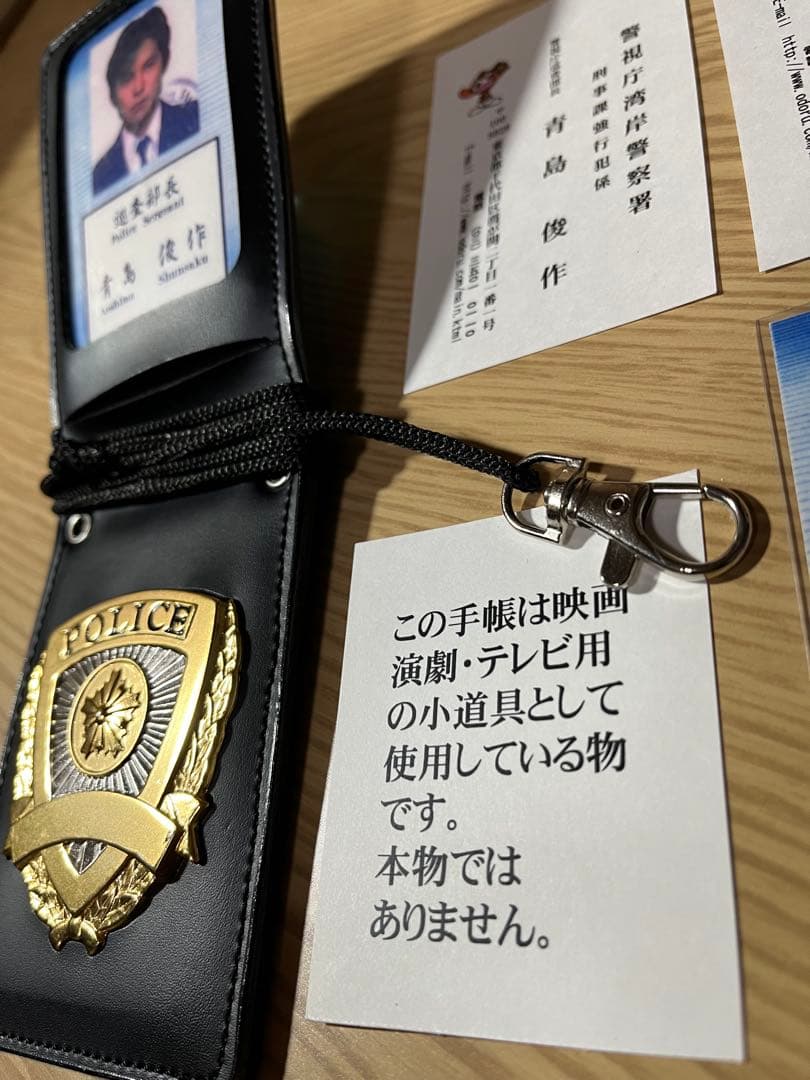 巡査部長
Police Sergeant
青島 俊作
Aoshima Shunsaku
POLICE
警視庁湾岸警察署
刑事課強行犯係
青島 俊作
この手帳は映画
演劇・テレビ用
の小道具として
使用している物
です。
本物では
ありません。